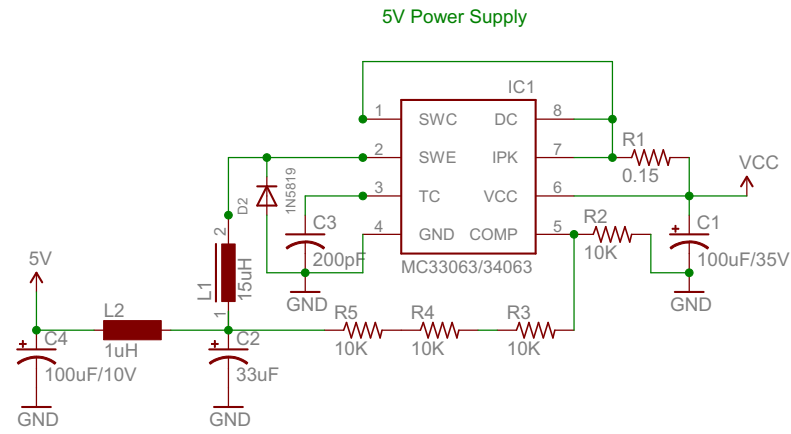 5V Power Supply
IC1
1 SWC DC 8
2 SWE IPK 7
3 TC VCC 6
4 GND COMP 5
MC33063/34063
R1
0.15
VCC
R2
10K
C1
100uF/35V
GND
D2
1N5819
C3
200pF
GND
2
L1
15uH
1
5V
L2
1uH
C4
100uF/10V
GND
C2
33uF
GND
R5
10K
R4
10K
R3
10K